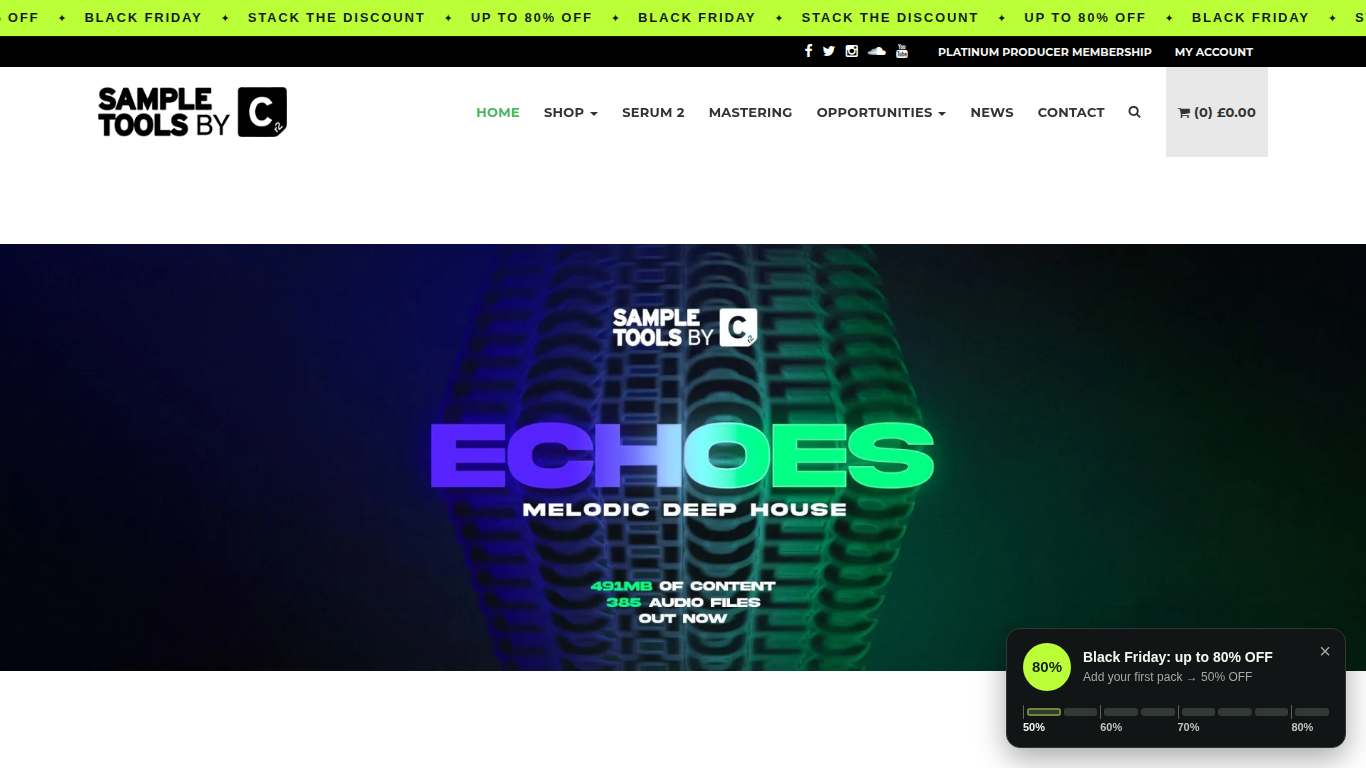 OFF ✦ BLACK FRIDAY ✦ STACK THE DISCOUNT ✦ UP TO 80% OFF ✦ BLACK FRIDAY ✦ STACK THE DISCOUNT ✦ UP TO 80% OFF ✦ BLACK FRIDAY ✦ S
PLATINUM PRODUCER MEMBERSHIP MY ACCOUNT
SAMPLE TOOLS BY C R2
HOME SHOP SERUM 2 MASTERING OPPORTUNITIES NEWS CONTACT (0) £0.00
SAMPLE
TOOLS BY C R2
ECHOES
MELODIC DEEP HOUSE
491MB OF CONTENT
385 AUDIO FILES
OUT NOW
80% Black Friday: up to 80% OFF ×
Add your first pack → 50% OFF
50% 60% 70% 80%